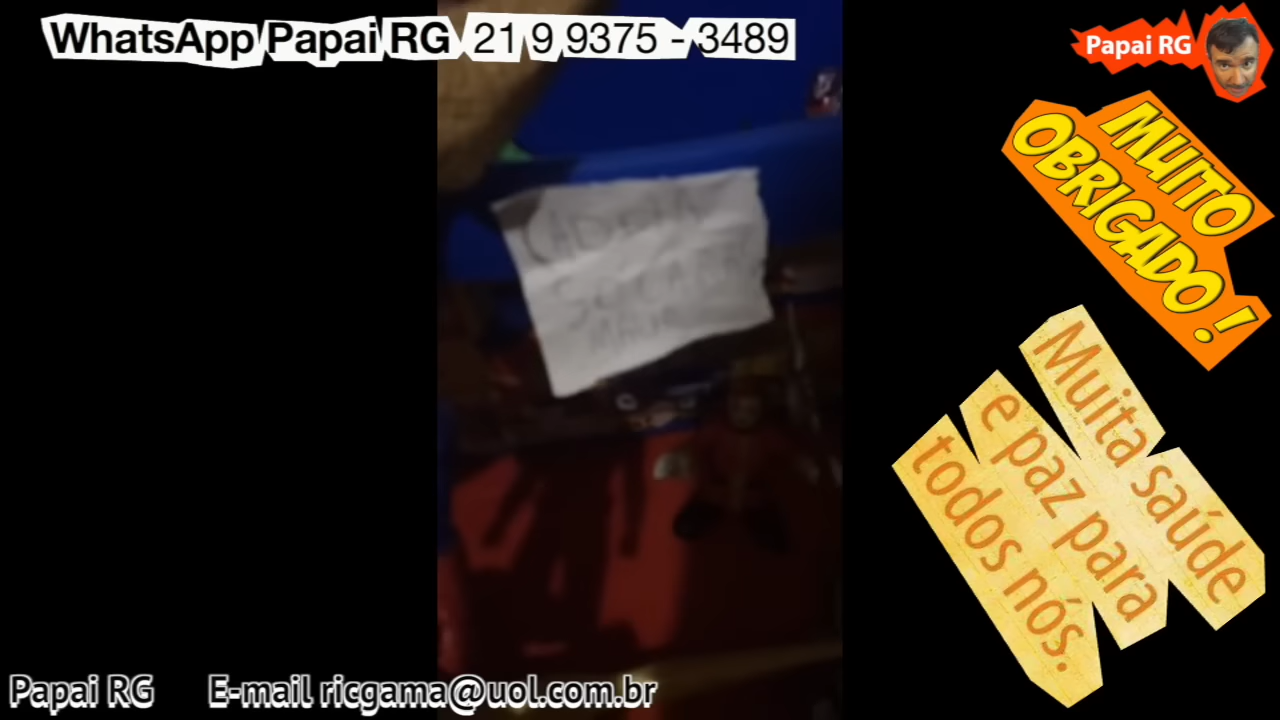 WhatsApp Papai RG 21 9 9375 - 3489
Papai RG
MUITO
OBRIGADO !
Muita saúde
e paz para
todos nós.
Papai RG E-mail ricgama@uol.com.br